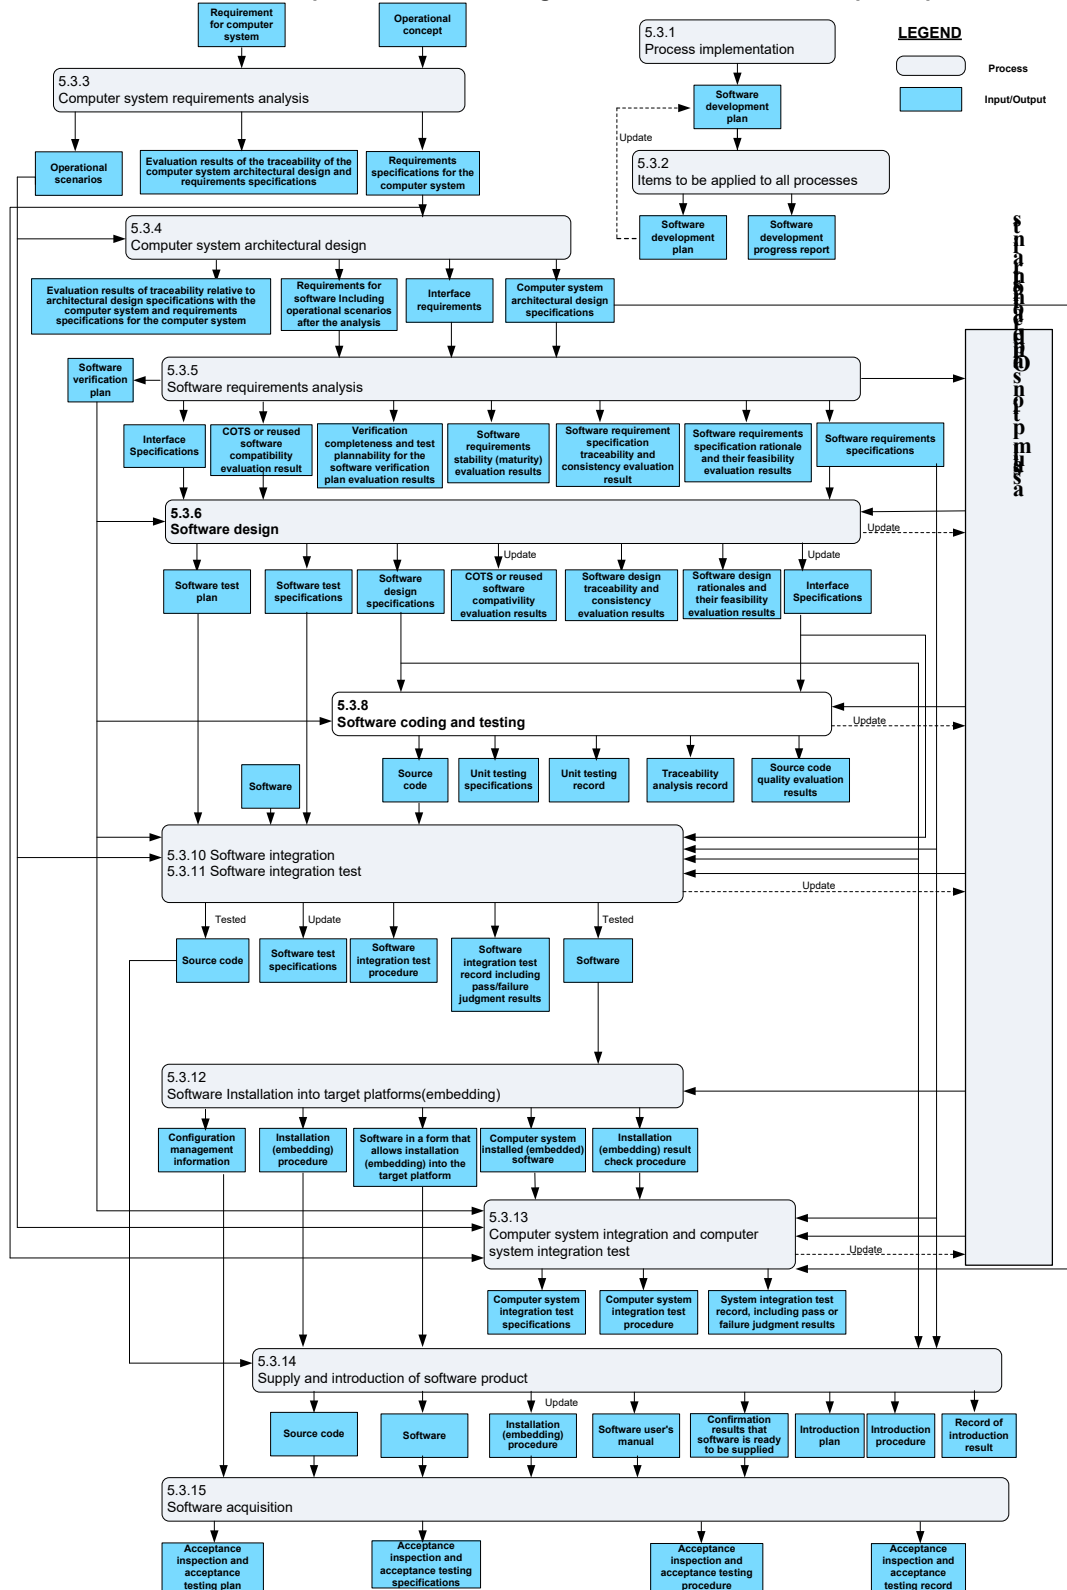 Requirement
for computer
system
Operational
concept
5.3.1
Process implementation
LEGEND
Process
Input/Output
5.3.3
Computer system requirements analysis
Software
development
plan
Update
Operational
scenarios
Evaluation results of the traceability of the
computer system architectural design and
requirements specifications
Requirements
specifications for the
computer system
5.3.2
Items to be applied to all processes
Software
development
plan
Software
development
progress report
5.3.4
Computer system architectural design
Evaluation results of traceability relative to
architectural design specifications with the
computer system and requirements
specifications for the computer system
Requirements for
software Including
operational scenarios
after the analysis
Interface
requirements
Computer system
architectural design
specifications
Software
verification
plan
5.3.5
Software requirements analysis
Interface
Specifications
COTS or reused
software
compatibility
evaluation result
Verification
completeness and test
plannability for the
software verification
plan evaluation results
Software
requirements
stability (maturity)
evaluation results
Software requirement
specification
traceability and
consistency evaluation
result
Software requirements
specification rationale
and their feasibility
evaluation results
Software requirements
specifications
5.3.6
Software design
Update
Update
Update
Software test
plan
Software test
specifications
Software
design
specifications
COTS or reused
software
compativility
evaluation results
Software design
traceability and
consistency
evaluation results
Software design
rationales and
their feasibility
evaluation results
Interface
Specifications
5.3.8
Software coding and testing
Update
Software
Source
code
Unit testing
specifications
Unit testing
record
Traceability
analysis record
Source code
quality evaluation
results
5.3.10 Software integration
5.3.11 Software integration test
Update
Tested
Update
Tested
Source code
Software test
specifications
Software
integration test
procedure
Software
integration test
record including
pass/failure
judgment results
Software
5.3.12
Software Installation into target platforms(embedding)
Configuration
management
information
Installation
(embedding)
procedure
Software in a form that
allows installation
(embedding) into the
target platform
Computer system
installed (embedded)
software
Installation
(embedding) result
check procedure
5.3.13
Computer system integration and computer
system integration test
Update
Computer system
integration test
specifications
Computer system
integration test
procedure
System integration test
record, including pass or
failure judgment results
5.3.14
Supply and introduction of software product
Update
Source code
Software
Installation
(embedding)
procedure
Software user's
manual
Confirmation
results that
software is ready
to be supplied
Introduction
plan
Introduction
procedure
Record of
introduction
result
5.3.15
Software acquisition
Acceptance
inspection and
acceptance
testing plan
Acceptance
inspection and
acceptance testing
specifications
Acceptance
inspection and
acceptance testing
procedure
Acceptance
inspection and
acceptance
testing record